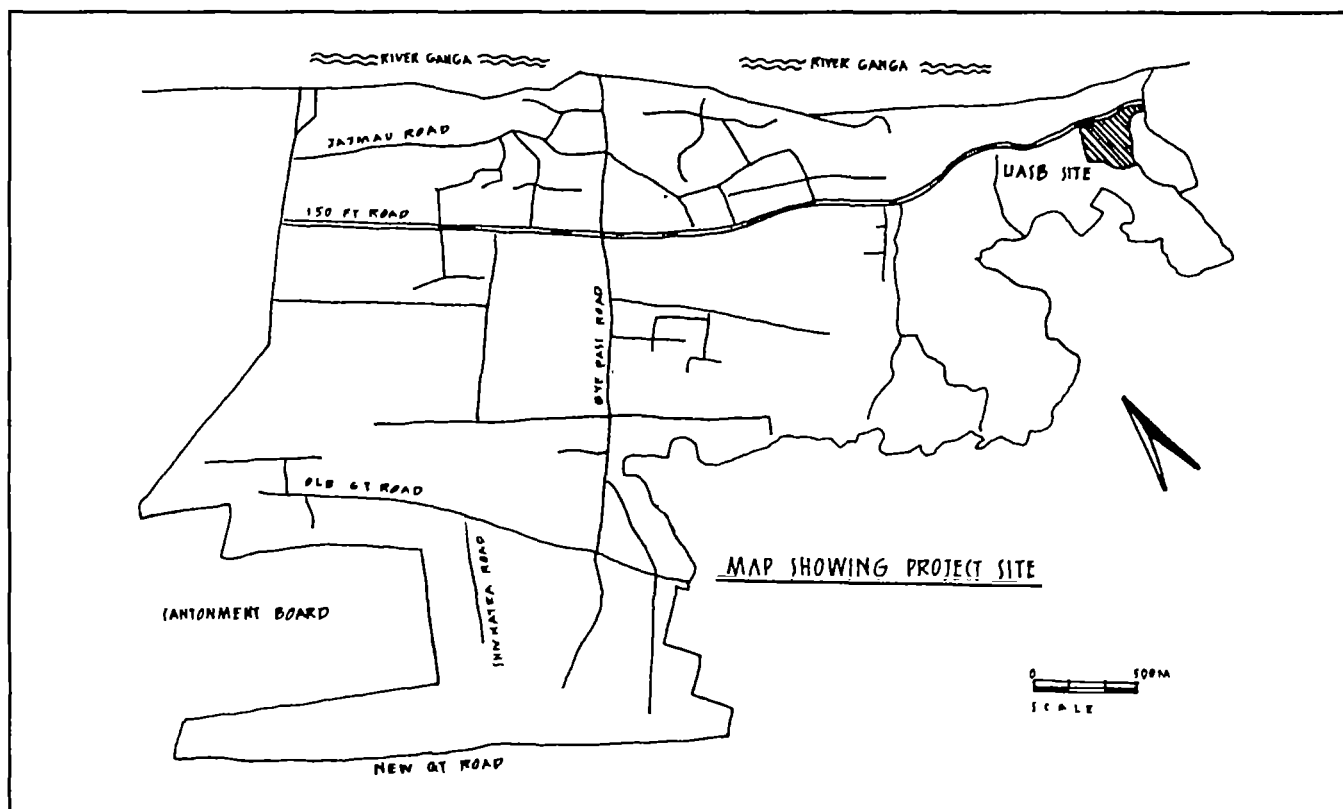 RIVER GANGA
RIVER GANGA
JAJMAU ROAD
UASB SITE
150 FT ROAD
BYE PASS ROAD
OLD GT ROAD
MAP SHOWING PROJECT SITE
CANTONMENT BOARD
ROAD
0 500M
SCALE
NEW GT ROAD